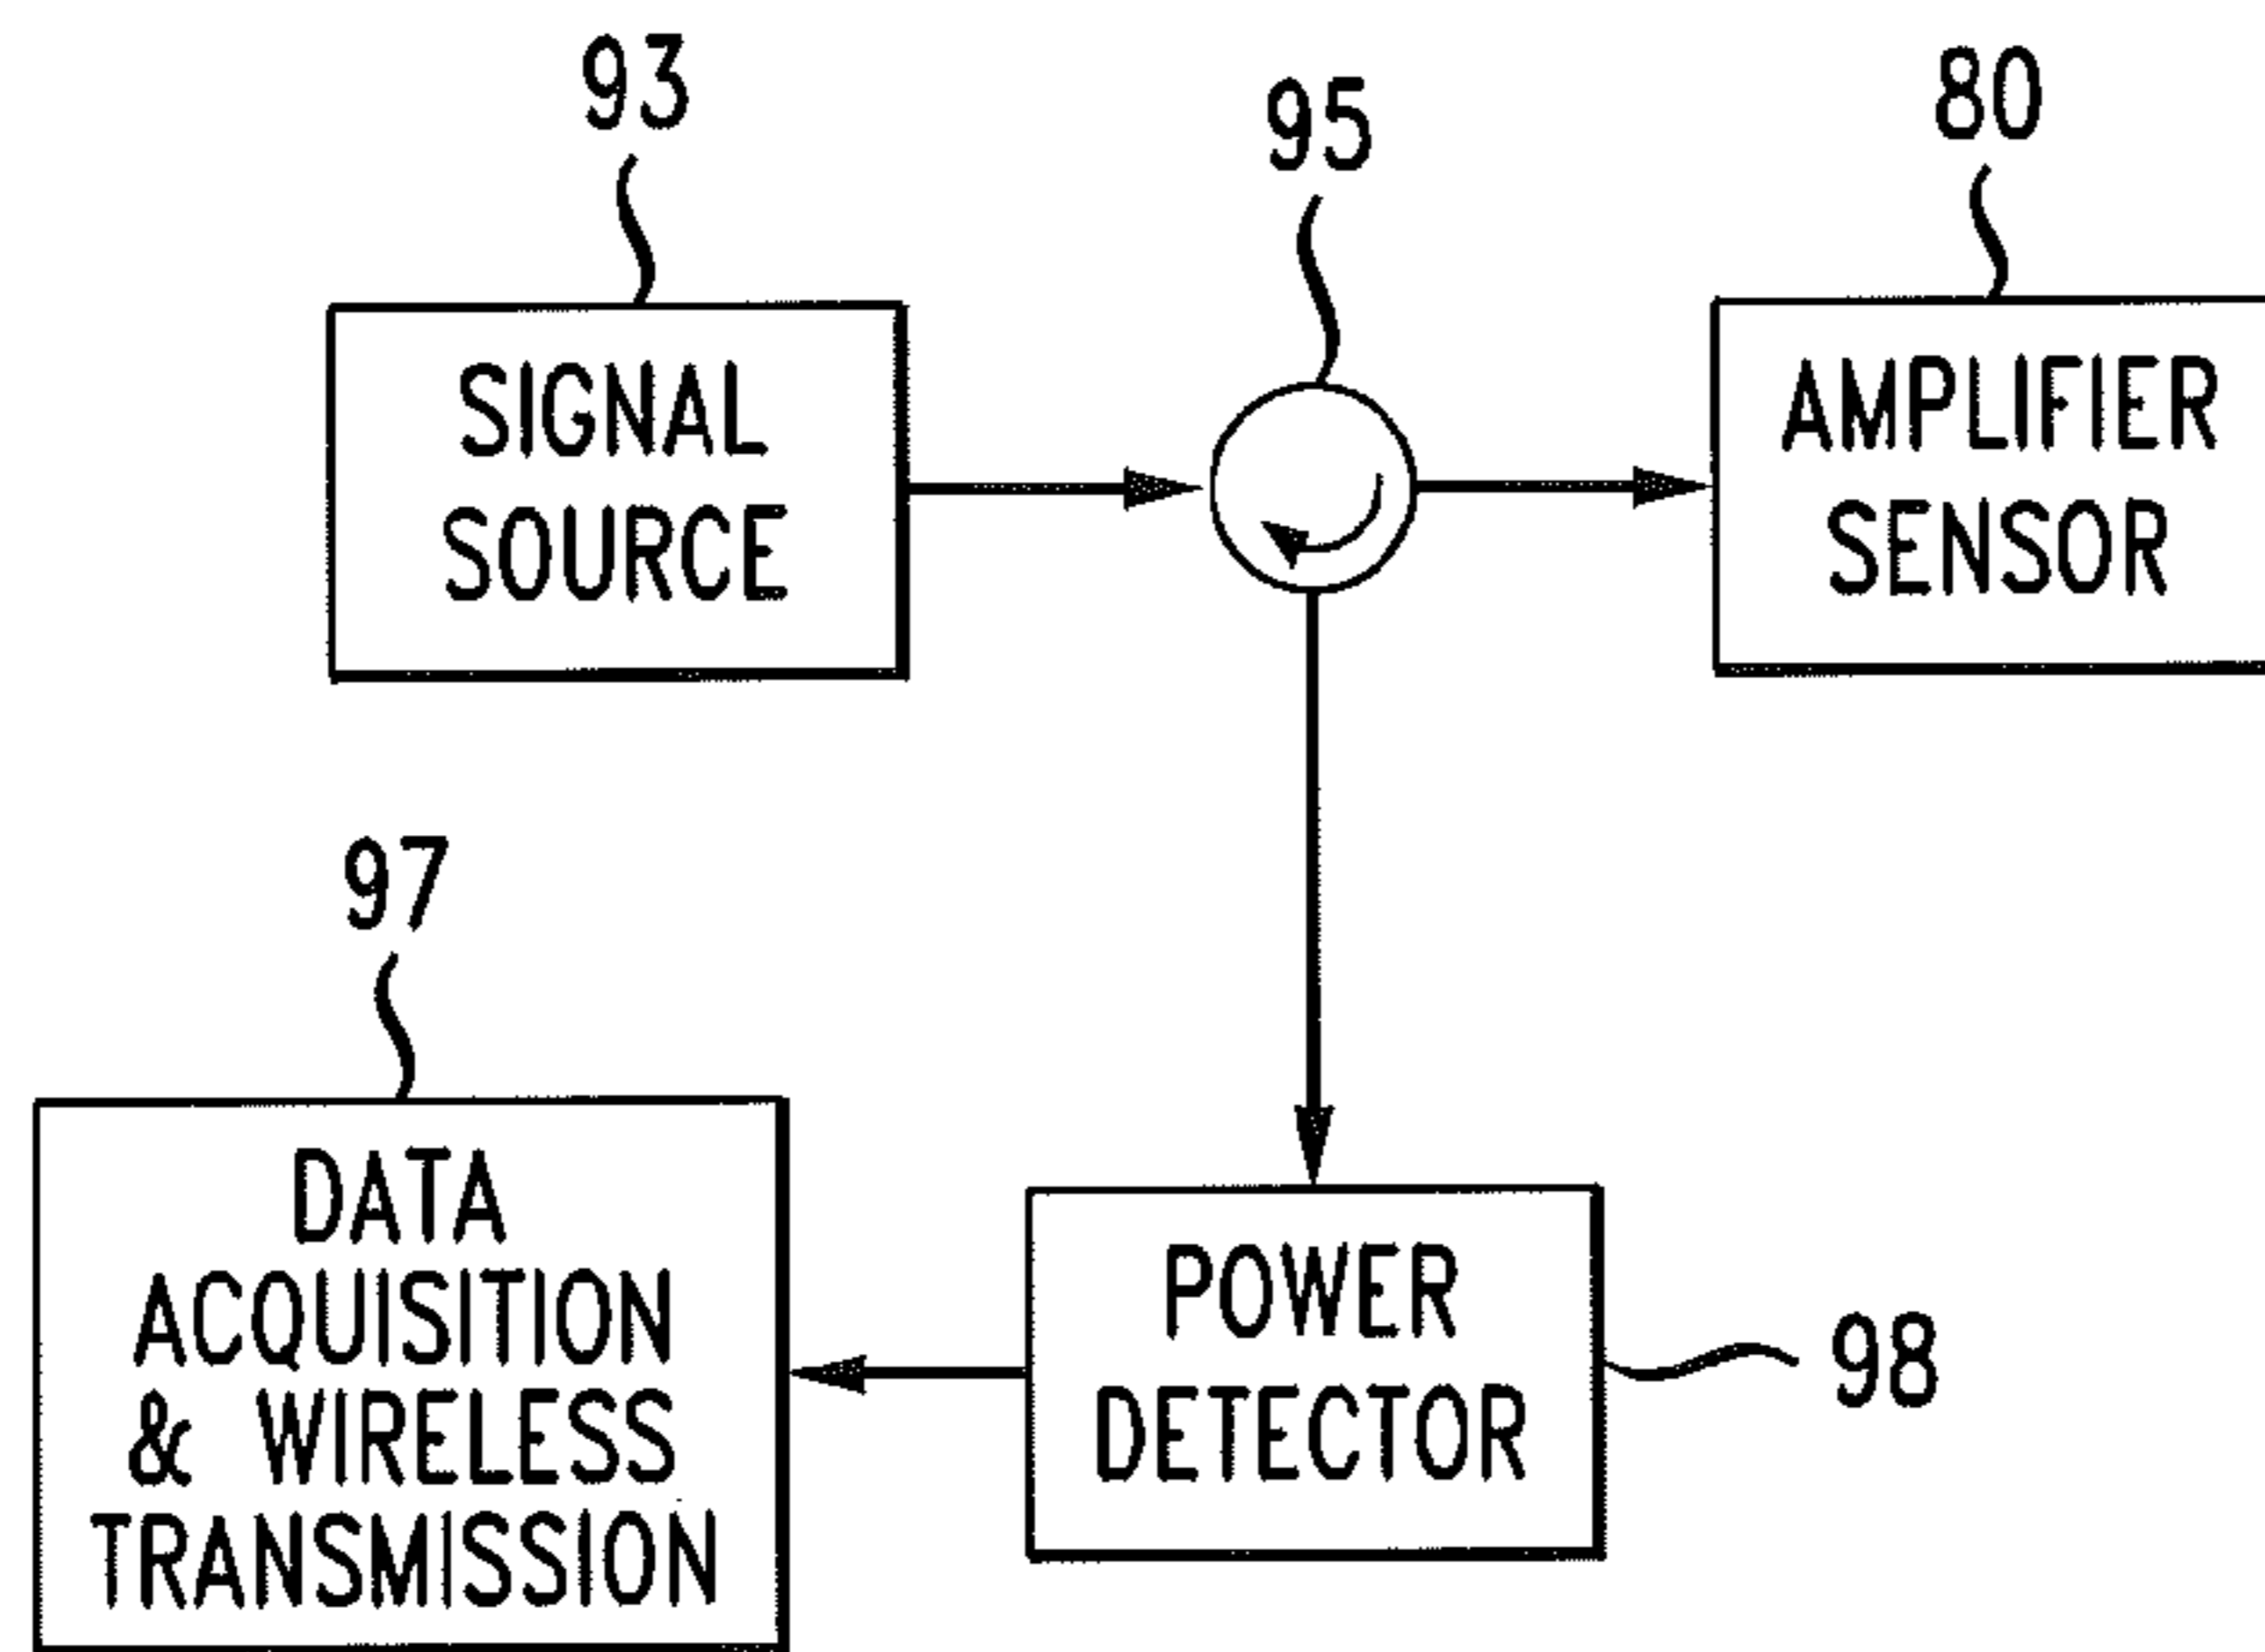 93
95
80
SIGNAL
SOURCE
AMPLIFIER
SENSOR
97
DATA
ACQUISITION
& WIRELESS
TRANSMISSION
POWER
DETECTOR
98